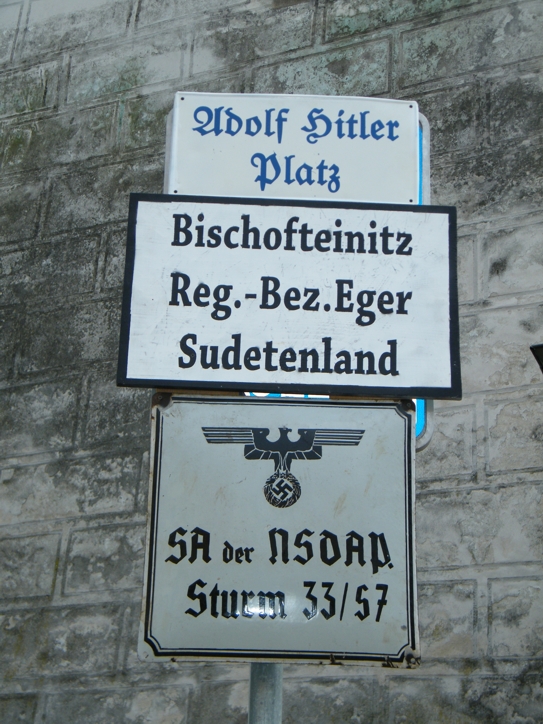 Adolf Hitler
Platz
Bischofteinitz
Reg.-Bez.Eger
Sudetenland
SA der NSDAP.
Sturm 33/57